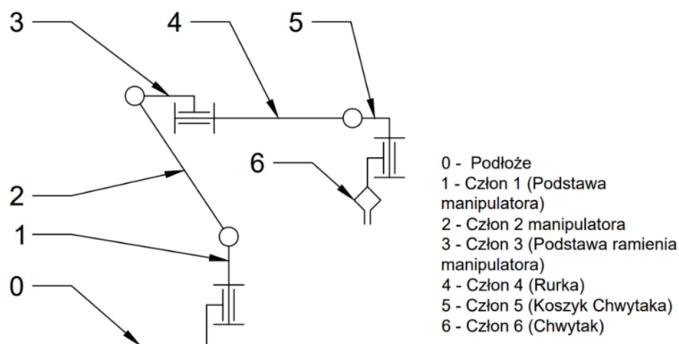 3
4
5
6
2
1
0
0 - Podłoże
1 - Człon 1 (Podstawa
manipulatora)
2 - Człon 2 manipulatora
3 - Człon 3 (Podstawa ramienia
manipulatora)
4 - Człon 4 (Rurka)
5 - Człon 5 (Koszyk Chwytaka)
6 - Człon 6 (Chwytak)